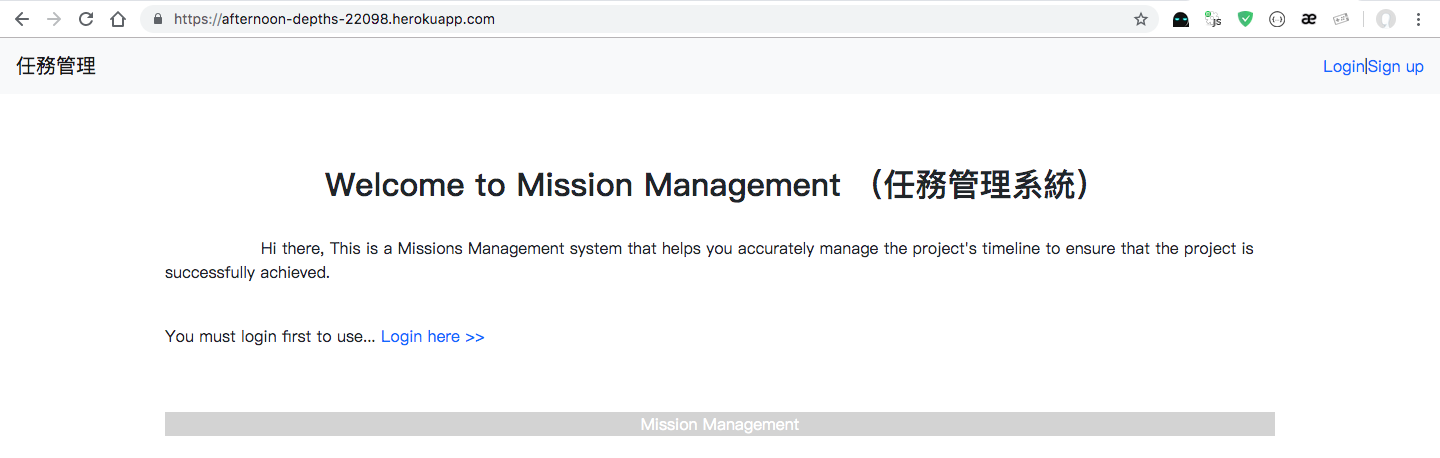 https://afternoon-depths-22098.herokuapp.com
js
æ
任務管理
Login|Sign up
Welcome to Mission Management （任務管理系統）
Hi there, This is a Missions Management system that helps you accurately manage the project's timeline to ensure that the project is
successfully achieved.
You must login first to use... Login here >>
Mission Management